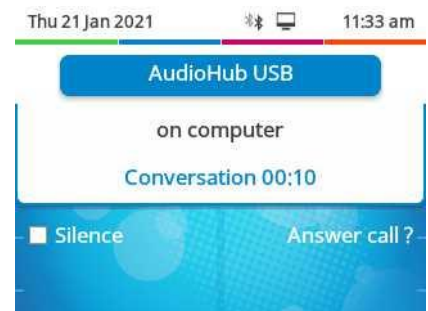 Thu 21 Jan 2021 11:33 am
AudioHub USB
on computer
Conversation 00:10
Silence Answer call ?